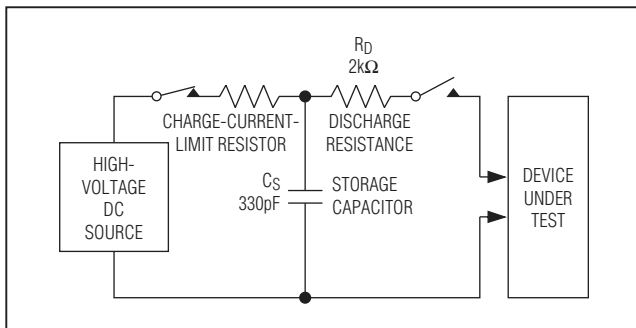 R_D
2kΩ
CHARGE-CURRENT-
LIMIT RESISTOR
DISCHARGE
RESISTANCE
HIGH-
VOLTAGE
DC
SOURCE
C_S
330pF
STORAGE
CAPACITOR
DEVICE
UNDER
TEST